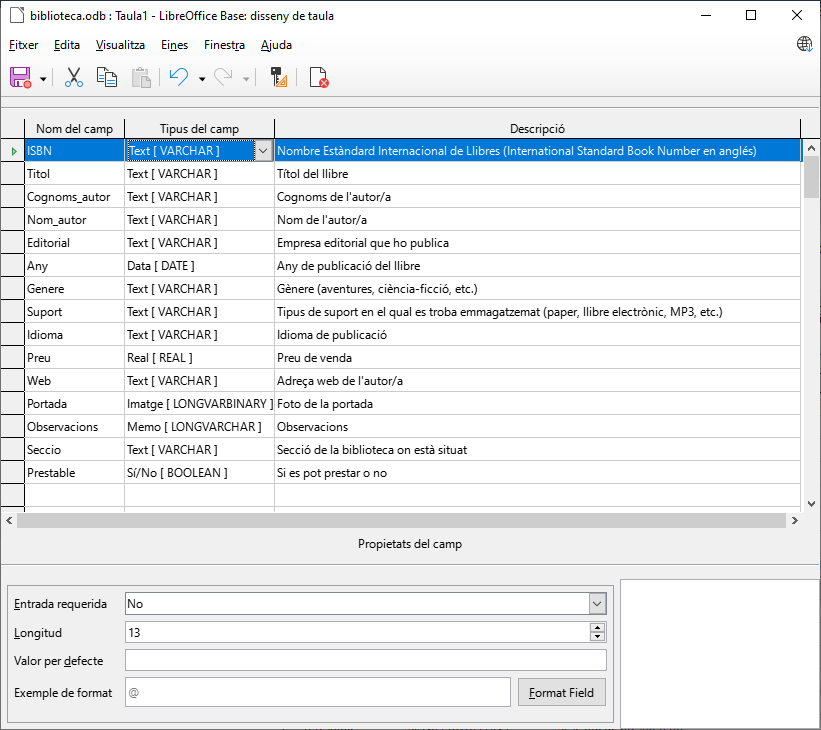 biblioteca.odb : Taula1 - LibreOffice Base: disseny de taula
Fitxer Edita Visualitza Eines Finestra Ajuda
Nom del camp Tipus del camp Descripció
ISBN Text [ VARCHAR ] Nombre Estàndard Internacional de Llibres (International Standard Book Number en anglés)
Titol Text [ VARCHAR ] Títol del llibre
Cognoms_autor Text [ VARCHAR ] Cognoms de l'autor/a
Nom_autor Text [ VARCHAR ] Nom de l'autor/a
Editorial Text [ VARCHAR ] Empresa editorial que ho publica
Any Data [ DATE ] Any de publicació del llibre
Genere Text [ VARCHAR ] Gènere (aventures, ciència-ficció, etc.)
Suport Text [ VARCHAR ] Tipus de suport en el qual es troba emmagatzemat (paper, llibre electrònic, MP3, etc.)
Idioma Text [ VARCHAR ] Idioma de publicació
Preu Real [ REAL ] Preu de venda
Web Text [ VARCHAR ] Adreça web de l'autor/a
Portada Imatge [ LONGVARBINARY ] Foto de la portada
Observacions Memo [ LONGVARCHAR ] Observacions
Seccio Text [ VARCHAR ] Secció de la biblioteca on està situat
Prestable Sí/No [ BOOLEAN ] Si es pot prestar o no
Propietats del camp
Entrada requerida No
Longitud 13
Valor per defecte
Exemple de format @ Format Field